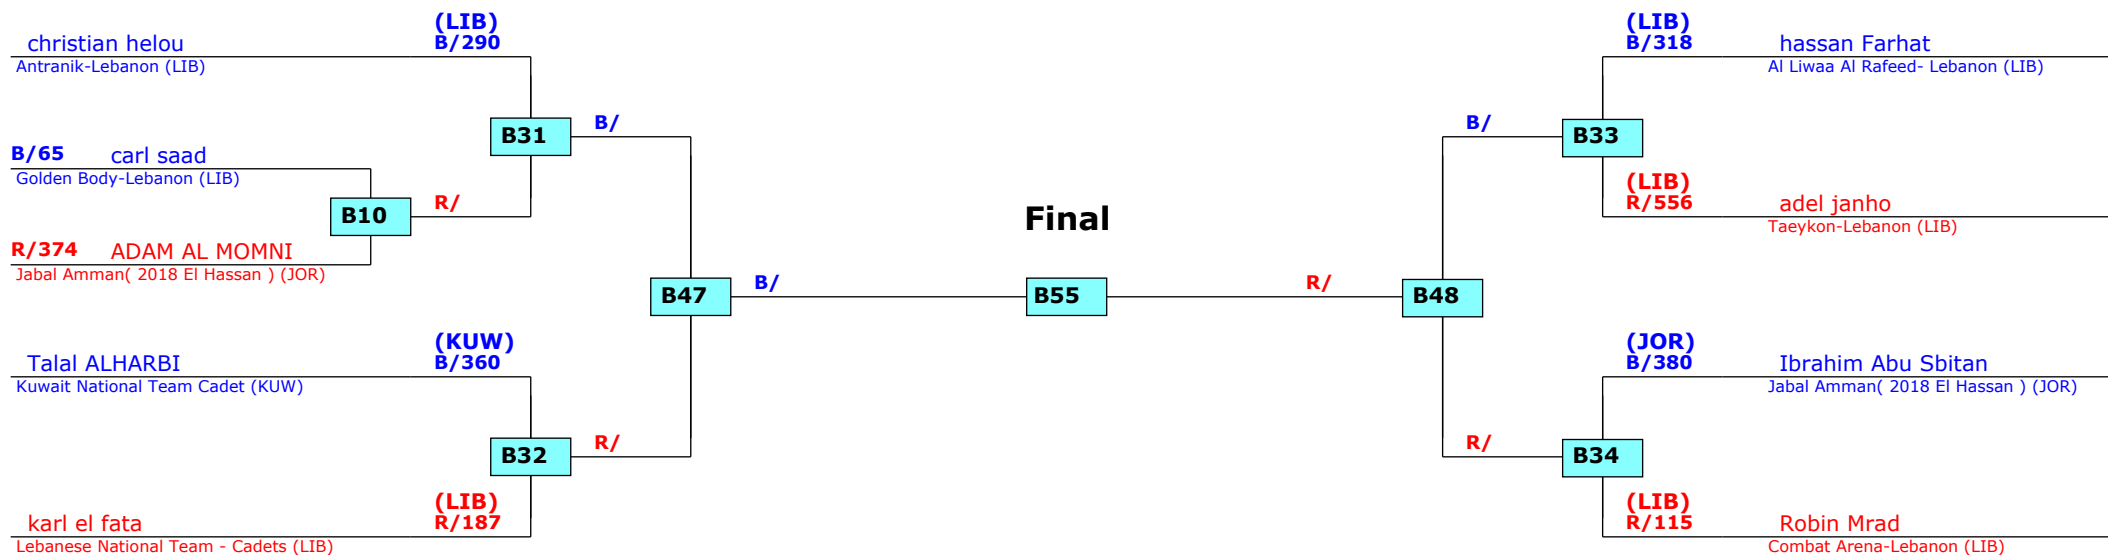 (LIB)
christian helou B/290
Antranik-Lebanon (LIB)
B31
B/
B/65 carl saad
Golden Body-Lebanon (LIB)
B10
R/
R/374 ADAM AL MOMNI
Jabal Amman( 2018 El Hassan ) (JOR)
B47
B/
(KUW)
Talal ALHARBI B/360
Kuwait National Team Cadet (KUW)
B32
R/
(LIB)
karl el fata R/187
Lebanese National Team - Cadets (LIB)
Final
B55
(LIB)
B/318 hassan Farhat
Al Liwaa Al Rafeed- Lebanon (LIB)
B/
B33
(LIB)
R/556 adel janho
Taeykon-Lebanon (LIB)
R/
B48
(JOR)
B/380 Ibrahim Abu Sbitan
Jabal Amman( 2018 El Hassan ) (JOR)
R/
B34
(LIB)
R/115 Robin Mrad
Combat Arena-Lebanon (LIB)